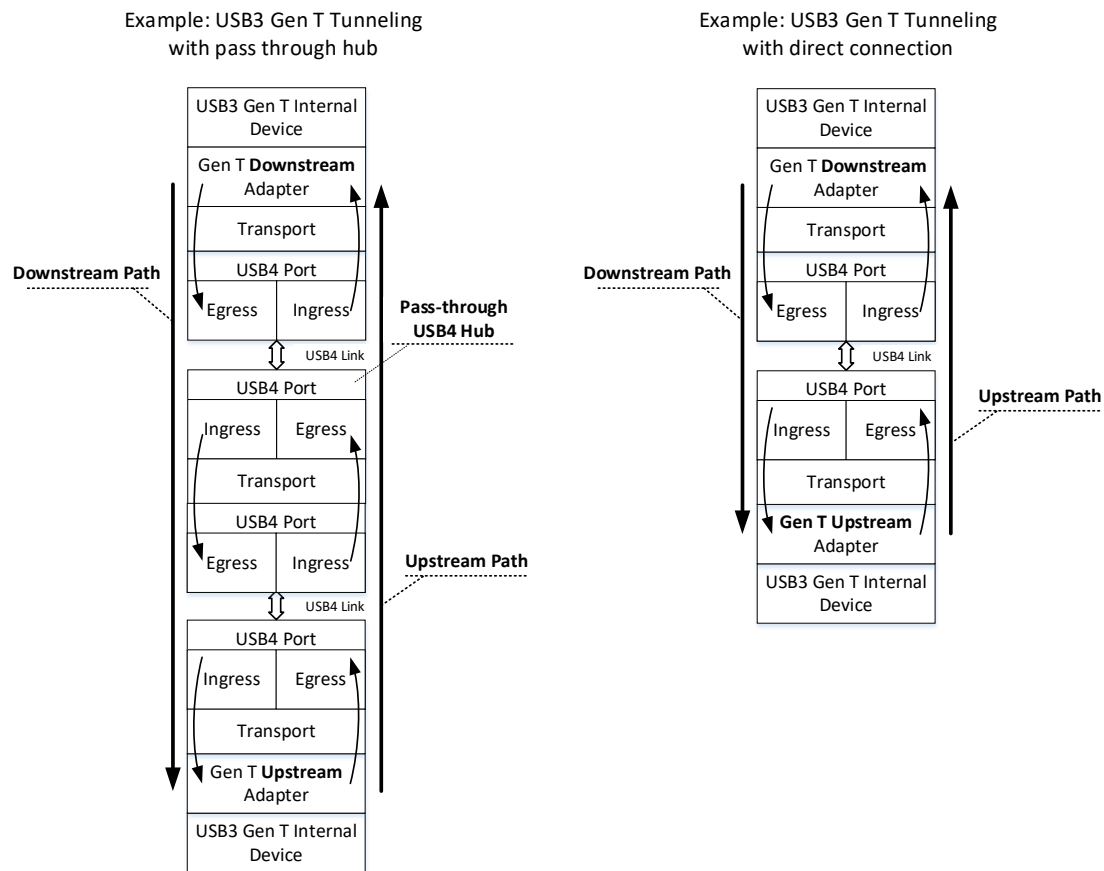 Example: USB3 Gen T Tunneling
with pass through hub
USB3 Gen T Internal
Device
Gen T Downstream
Adapter
Transport
USB4 Port
Egress
Ingress
Downstream Path
Pass-through
USB4 Hub
USB4 Link
USB4 Port
Ingress
Egress
Transport
USB4 Port
Egress
Ingress
Upstream Path
USB4 Link
USB4 Port
Ingress
Egress
Transport
Gen T Upstream
Adapter
USB3 Gen T Internal
Device
Example: USB3 Gen T Tunneling
with direct connection
USB3 Gen T Internal
Device
Gen T Downstream
Adapter
Transport
Downstream Path
USB4 Port
Egress
Ingress
USB4 Link
USB4 Port
Ingress
Egress
Upstream Path
Transport
Gen T Upstream
Adapter
USB3 Gen T Internal
Device